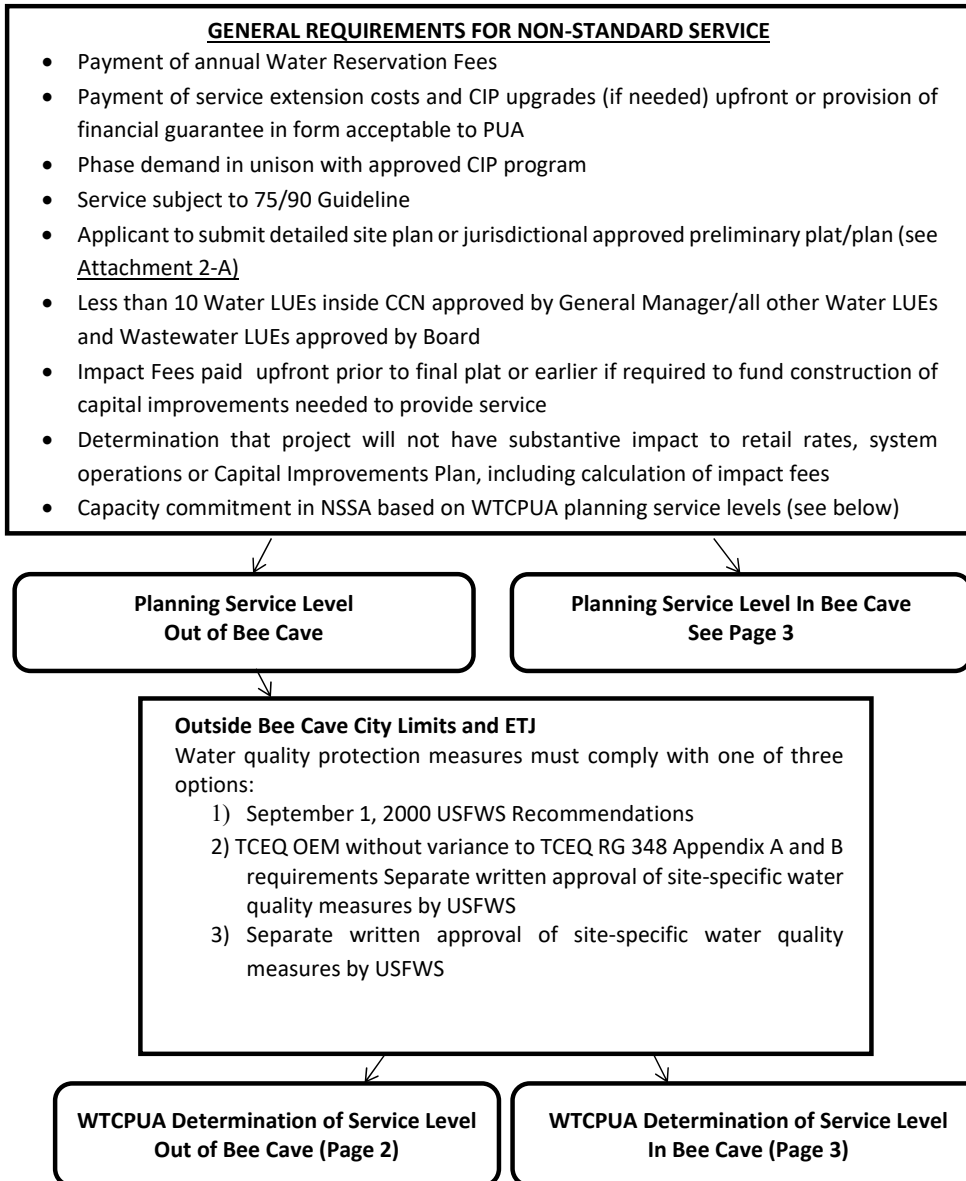 GENERAL REQUIREMENTS FOR NON-STANDARD SERVICE
• Payment of annual Water Reservation Fees
• Payment of service extension costs and CIP upgrades (if needed) upfront or provision of
financial guarantee in form acceptable to PUA
• Phase demand in unison with approved CIP program
• Service subject to 75/90 Guideline
• Applicant to submit detailed site plan or jurisdictional approved preliminary plat/plan (see
Attachment 2-A)
• Less than 10 Water LUEs inside CCN approved by General Manager/all other Water LUEs
and Wastewater LUEs approved by Board
• Impact Fees paid upfront prior to final plat or earlier if required to fund construction of
capital improvements needed to provide service
• Determination that project will not have substantive impact to retail rates, system
operations or Capital Improvements Plan, including calculation of impact fees
• Capacity commitment in NSSA based on WTCPUA planning service levels (see below)
Planning Service Level
Out of Bee Cave
Planning Service Level In Bee Cave
See Page 3
Outside Bee Cave City Limits and ETJ
Water quality protection measures must comply with one of three
options:
1) September 1, 2000 USFWS Recommendations
2) TCEQ OEM without variance to TCEQ RG 348 Appendix A and B
requirements Separate written approval of site-specific water
quality measures by USFWS
3) Separate written approval of site-specific water quality
measures by USFWS
WTCPUA Determination of Service Level
Out of Bee Cave (Page 2)
WTCPUA Determination of Service Level
In Bee Cave (Page 3)